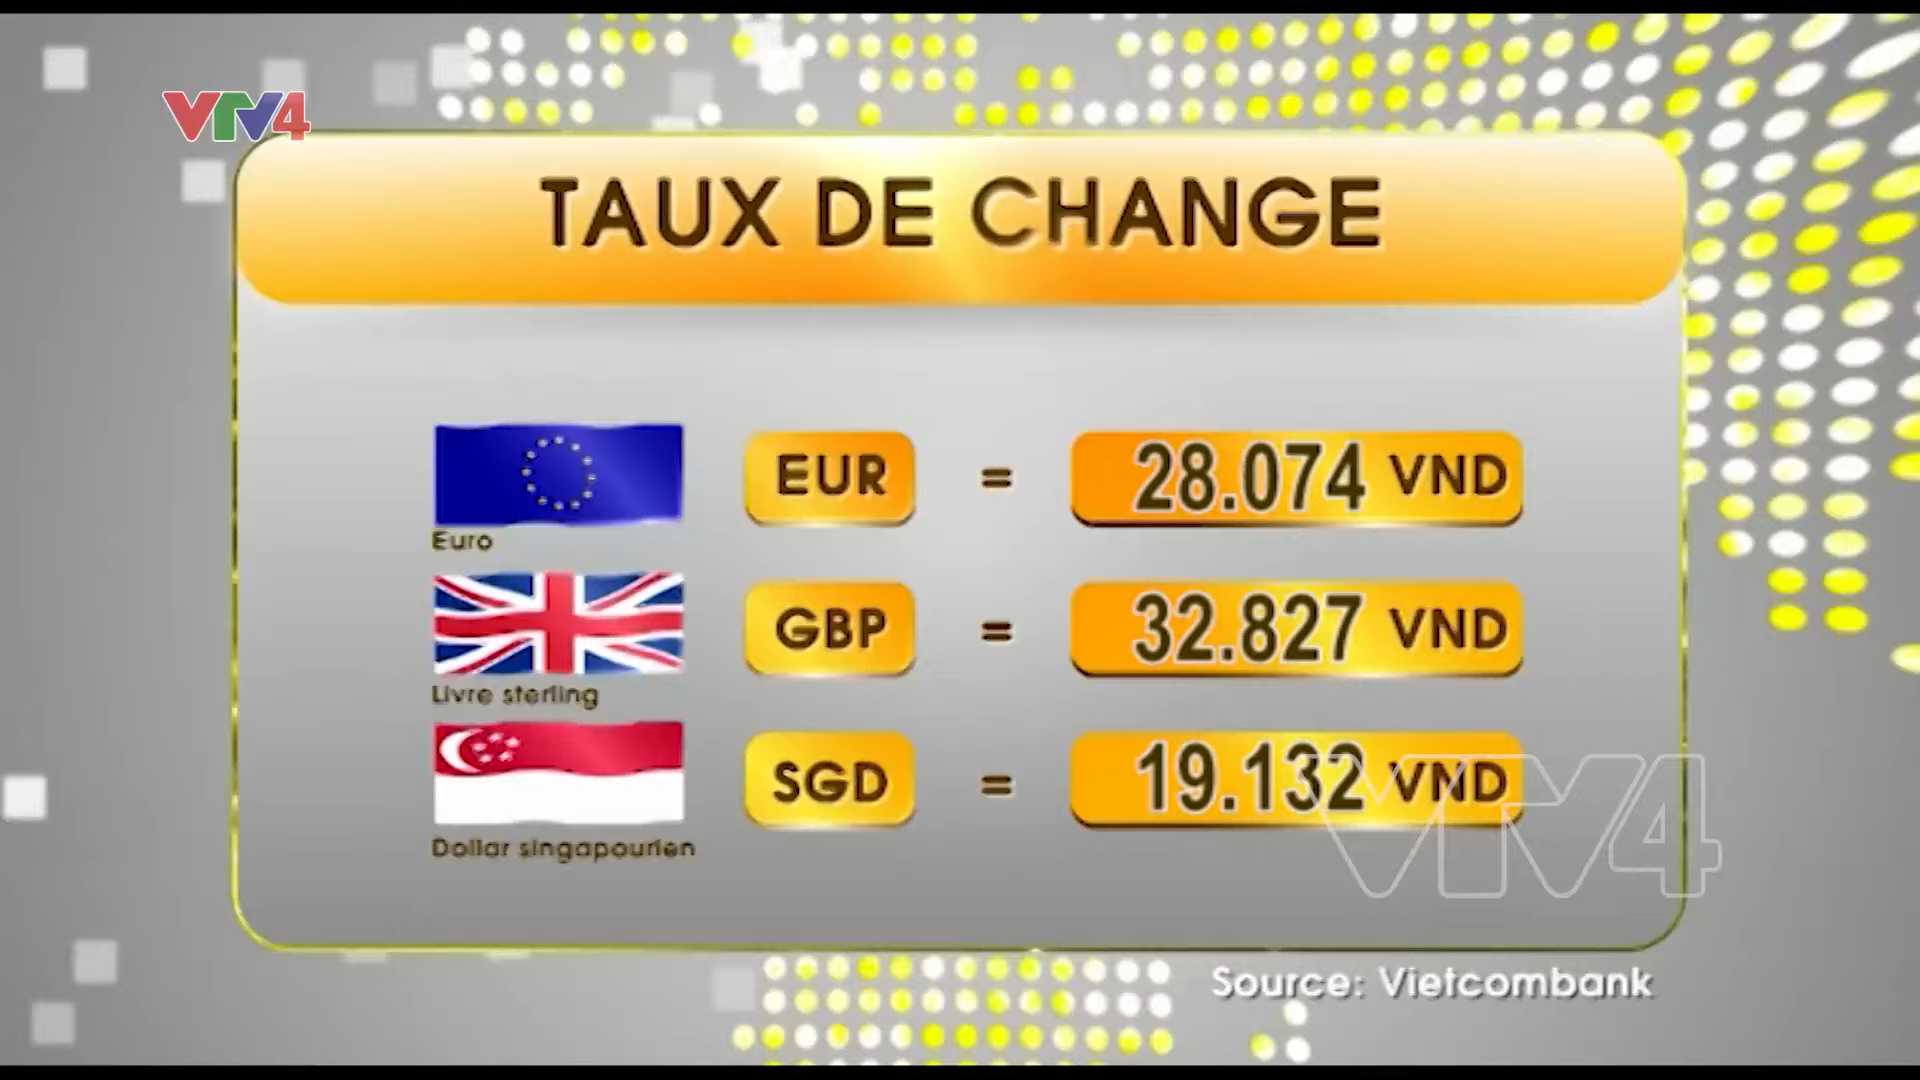 VTV4
TAUX DE CHANGE
EUR = 28.074 VND
Euro
GBP = 32.827 VND
Livre sterling
SGD = 19.132 VND
Dollar singapourien
VTV4
Source: Vietcombank